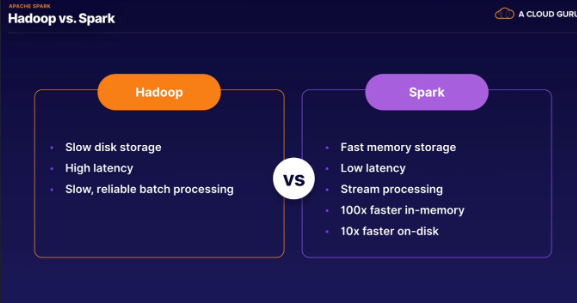 APACHE SPARK
Hadoop vs. Spark
A CLOUD GURU
Hadoop
Slow disk storage
High latency
Slow, reliable batch processing
vs
Spark
Fast memory storage
Low latency
Stream processing
100x faster in-memory
10x faster on-disk